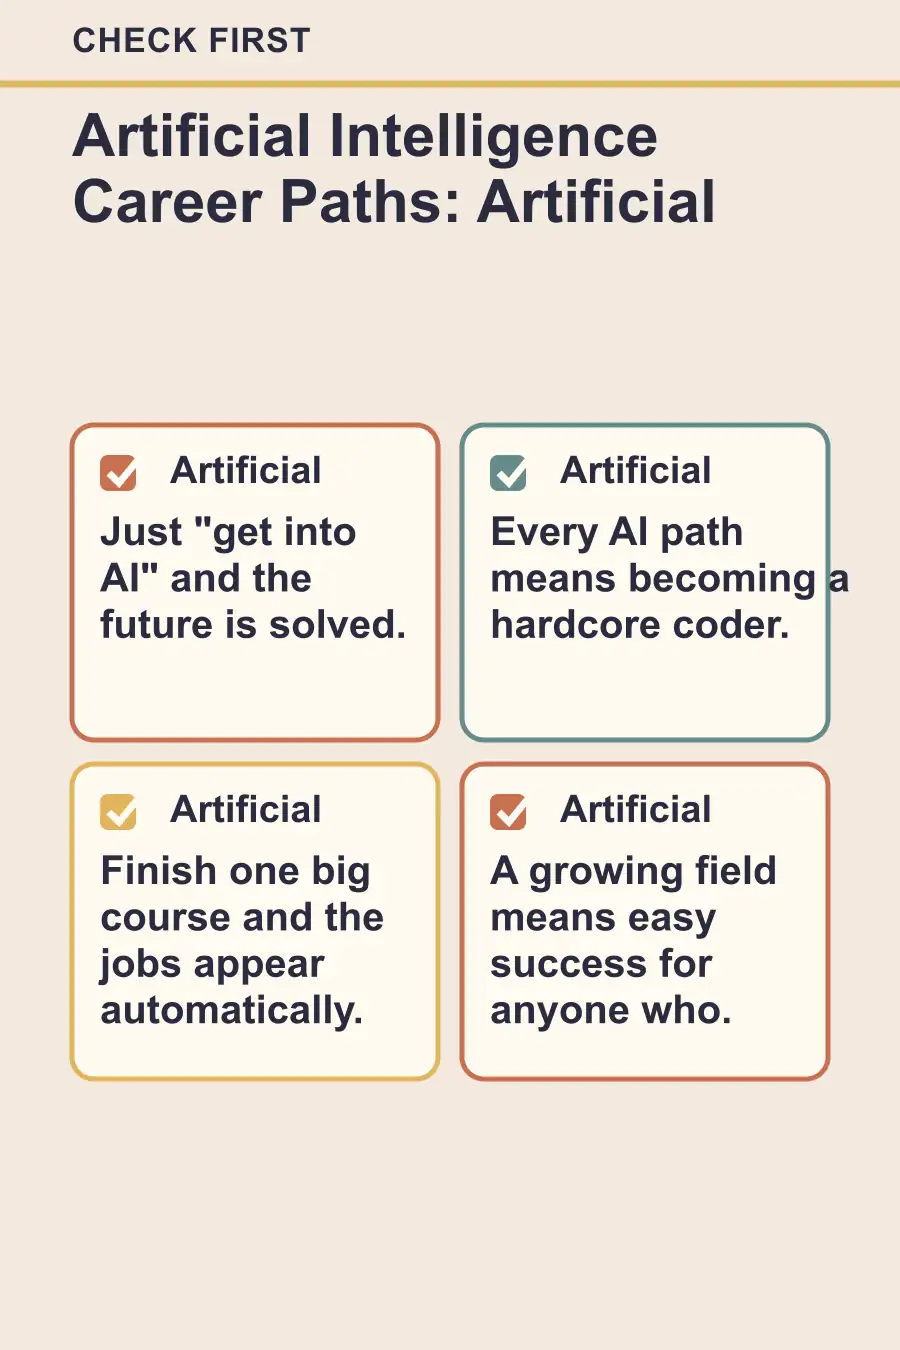 CHECK FIRST
Artificial Intelligence
Career Paths: Artificial
Artificial
Just "get into
AI" and the
future is solved.
Artificial
Every AI path
means becoming a
hardcore coder.
Artificial
Finish one big
course and the
jobs appear
automatically.
Artificial
A growing field
means easy
success for
anyone who.